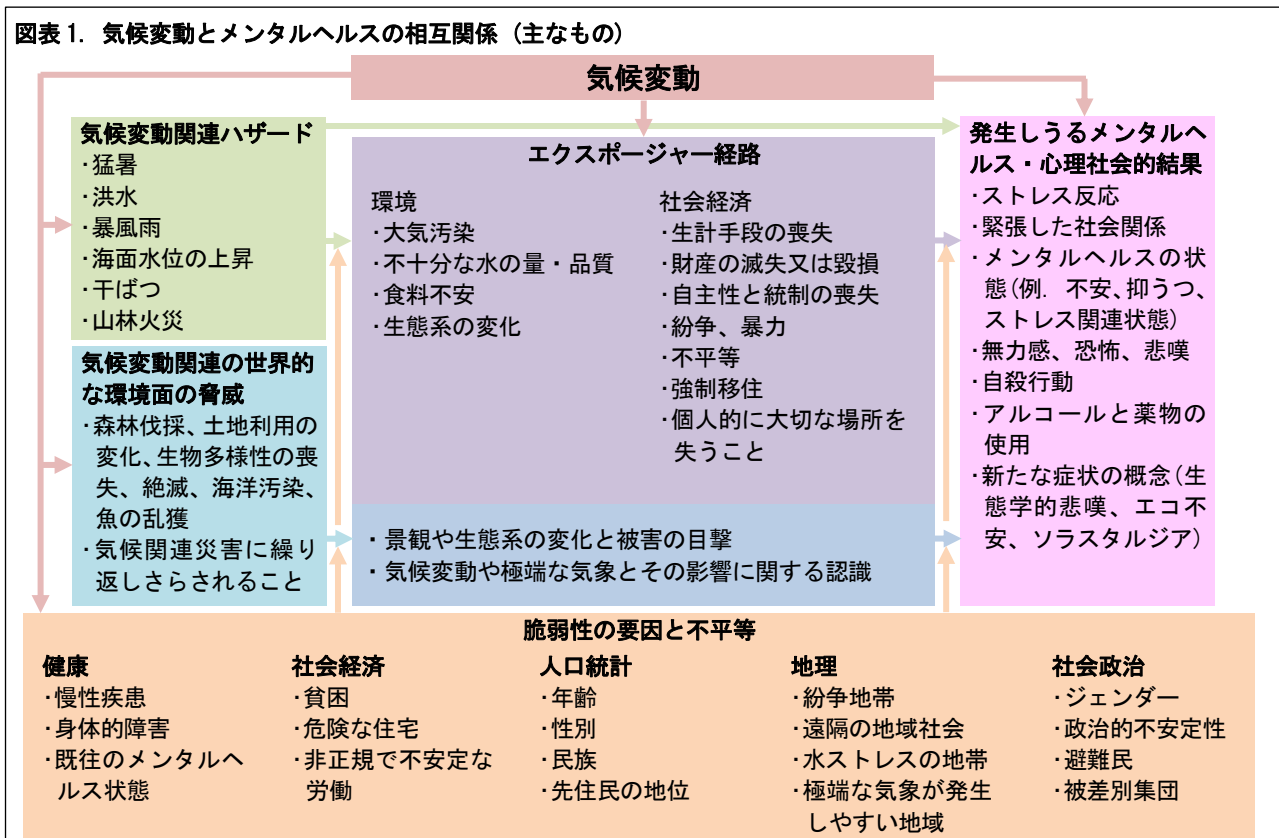 図表 1. 気候変動とメンタルヘルスの相互関係 (主なもの)
気候変動
気候変動関連ハザード
・猛暑
・洪水
・暴風雨
・海面水位の上昇
・干ばつ
・山林火災
気候変動関連の世界的
な環境面の脅威
・森林伐採、土地利用の
変化、生物多様性の喪
失、絶滅、海洋汚染、
魚の乱獲
・気候関連災害に繰り
返しさらされること
エクスポージャー経路
環境
・大気汚染
・不十分な水の量・品質
・食料不安
・生態系の変化
社会経済
・生計手段の喪失
・財産の滅失又は毀損
・自主性と統制の喪失
・紛争、暴力
・不平等
・強制移住
・個人的に大切な場所を
失うこと
・景観や生態系の変化と被害の目撃
・気候変動や極端な気象とその影響に関する認識
発生しうるメンタルヘ
ルス・心理社会的結果
・ストレス反応
・緊張した社会関係
・メンタルヘルスの状
態(例. 不安、抑うつ、
ストレス関連状態)
・無力感、恐怖、悲嘆
・自殺行動
・アルコールと薬物の
使用
・新たな症状の概念(生
態学的悲嘆、エコ不
安、ソラスタルジア)
脆弱性の要因と不平等
健康
・慢性疾患
・身体的障害
・既往のメンタルヘ
ルス状態
社会経済
・貧困
・危険な住宅
・非正規で不安定な
労働
人口統計
・年齢
・性別
・民族
・先住民の地位
地理
・紛争地帯
・遠隔の地域社会
・水ストレスの地帯
・極端な気象が発生
しやすい地域
社会政治
・ジェンダー
・政治的不安定性
・避難民
・被差別集団